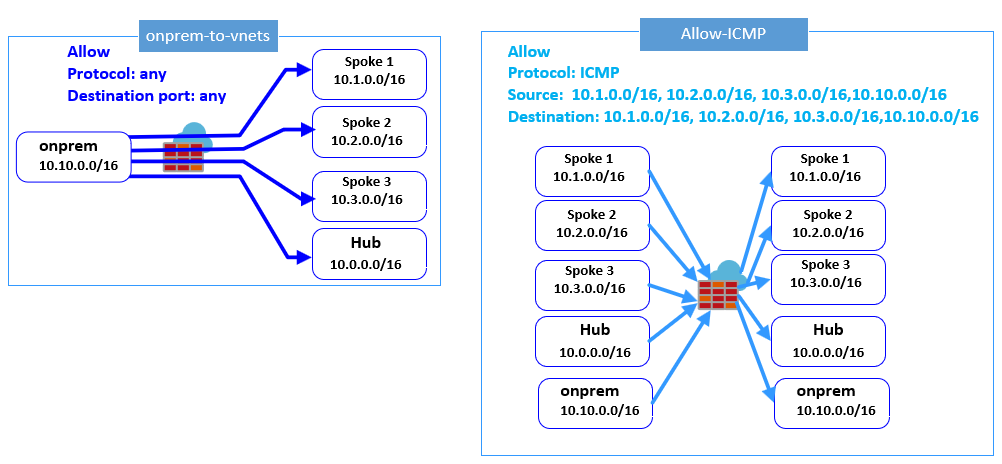 onprem-to-vnets
Allow
Protocol: any
Destination port: any
onprem
10.10.0.0/16
Spoke 1
10.1.0.0/16
Spoke 2
10.2.0.0/16
Spoke 3
10.3.0.0/16
Hub
10.0.0.0/16
Allow-ICMP
Allow
Protocol: ICMP
Source:  10.1.0.0/16, 10.2.0.0/16, 10.3.0.0/16,10.10.0.0/16
Destination: 10.1.0.0/16, 10.2.0.0/16, 10.3.0.0/16,10.10.0.0/16
Spoke 1
10.1.0.0/16
Spoke 2
10.2.0.0/16
Spoke 3
10.3.0.0/16
Hub
10.0.0.0/16
onprem
10.10.0.0/16
Spoke 1
10.1.0.0/16
Spoke 2
10.2.0.0/16
Spoke 3
10.3.0.0/16
Hub
10.0.0.0/16
onprem
10.10.0.0/16